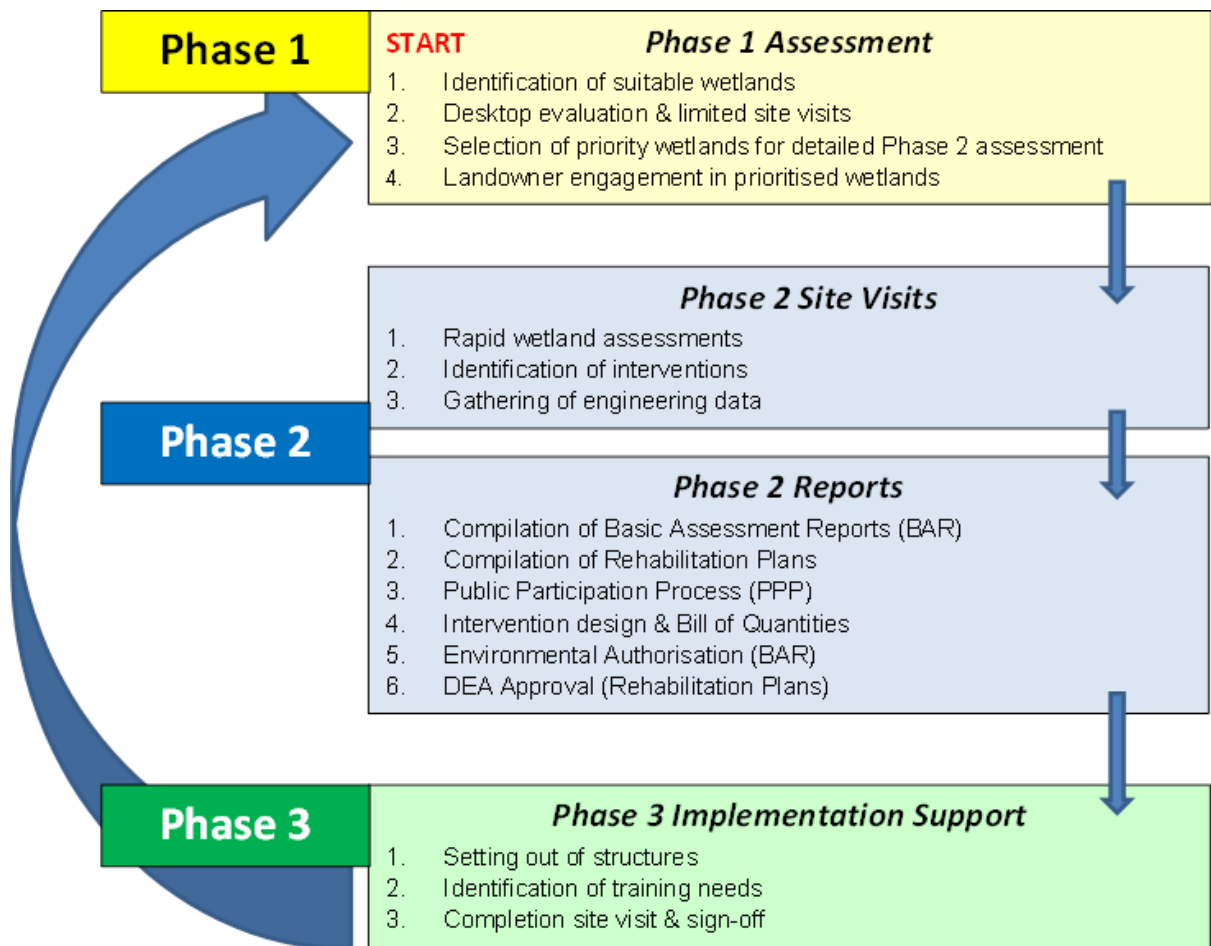 Phase 1
START Phase 1 Assessment
1. Identification of suitable wetlands
2. Desktop evaluation & limited site visits
3. Selection of priority wetlands for detailed Phase 2 assessment
4. Landowner engagement in prioritised wetlands
Phase 2 Site Visits
1. Rapid wetland assessments
2. Identification of interventions
3. Gathering of engineering data
Phase 2
Phase 2 Reports
1. Compilation of Basic Assessment Reports (BAR)
2. Compilation of Rehabilitation Plans
3. Public Participation Process (PPP)
4. Intervention design & Bill of Quantities
5. Environmental Authorisation (BAR)
6. DEA Approval (Rehabilitation Plans)
Phase 3
Phase 3 Implementation Support
1. Setting out of structures
2. Identification of training needs
3. Completion site visit & sign-off